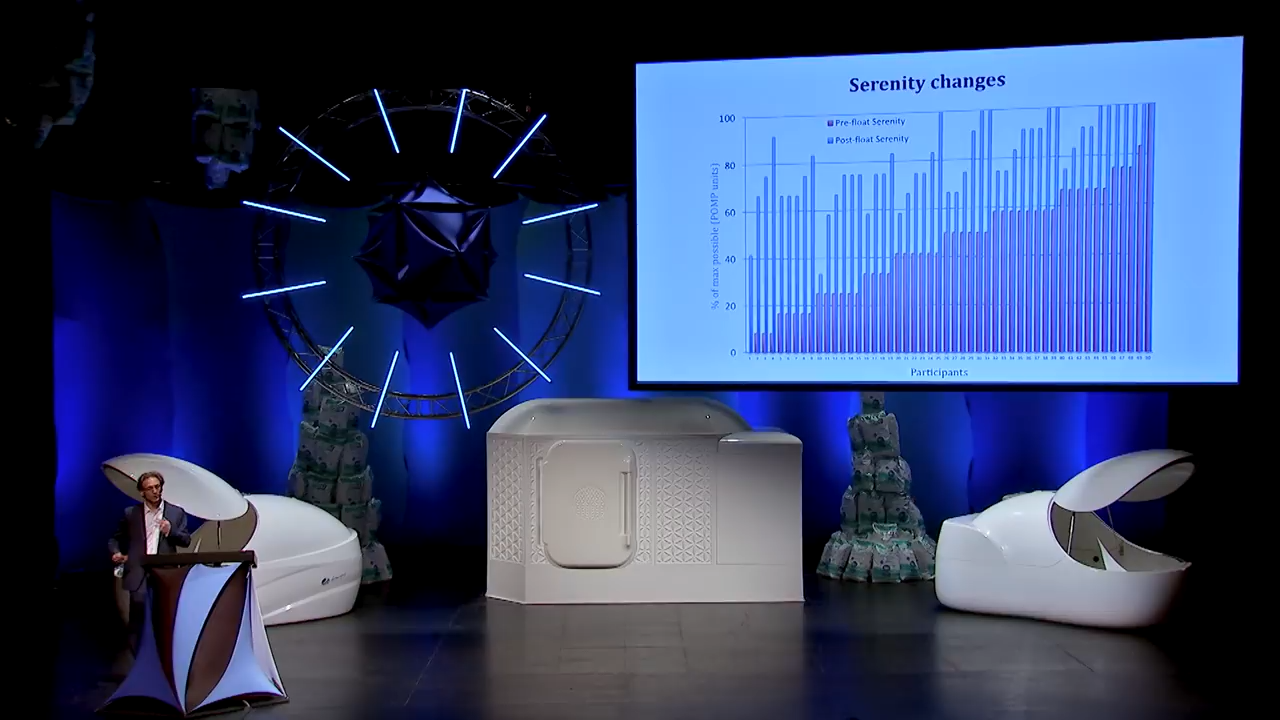 Serenity changes
Pre-float Serenity
Post-float Serenity
% of max possible (POMP units)
100
80
60
40
20
0
Participants